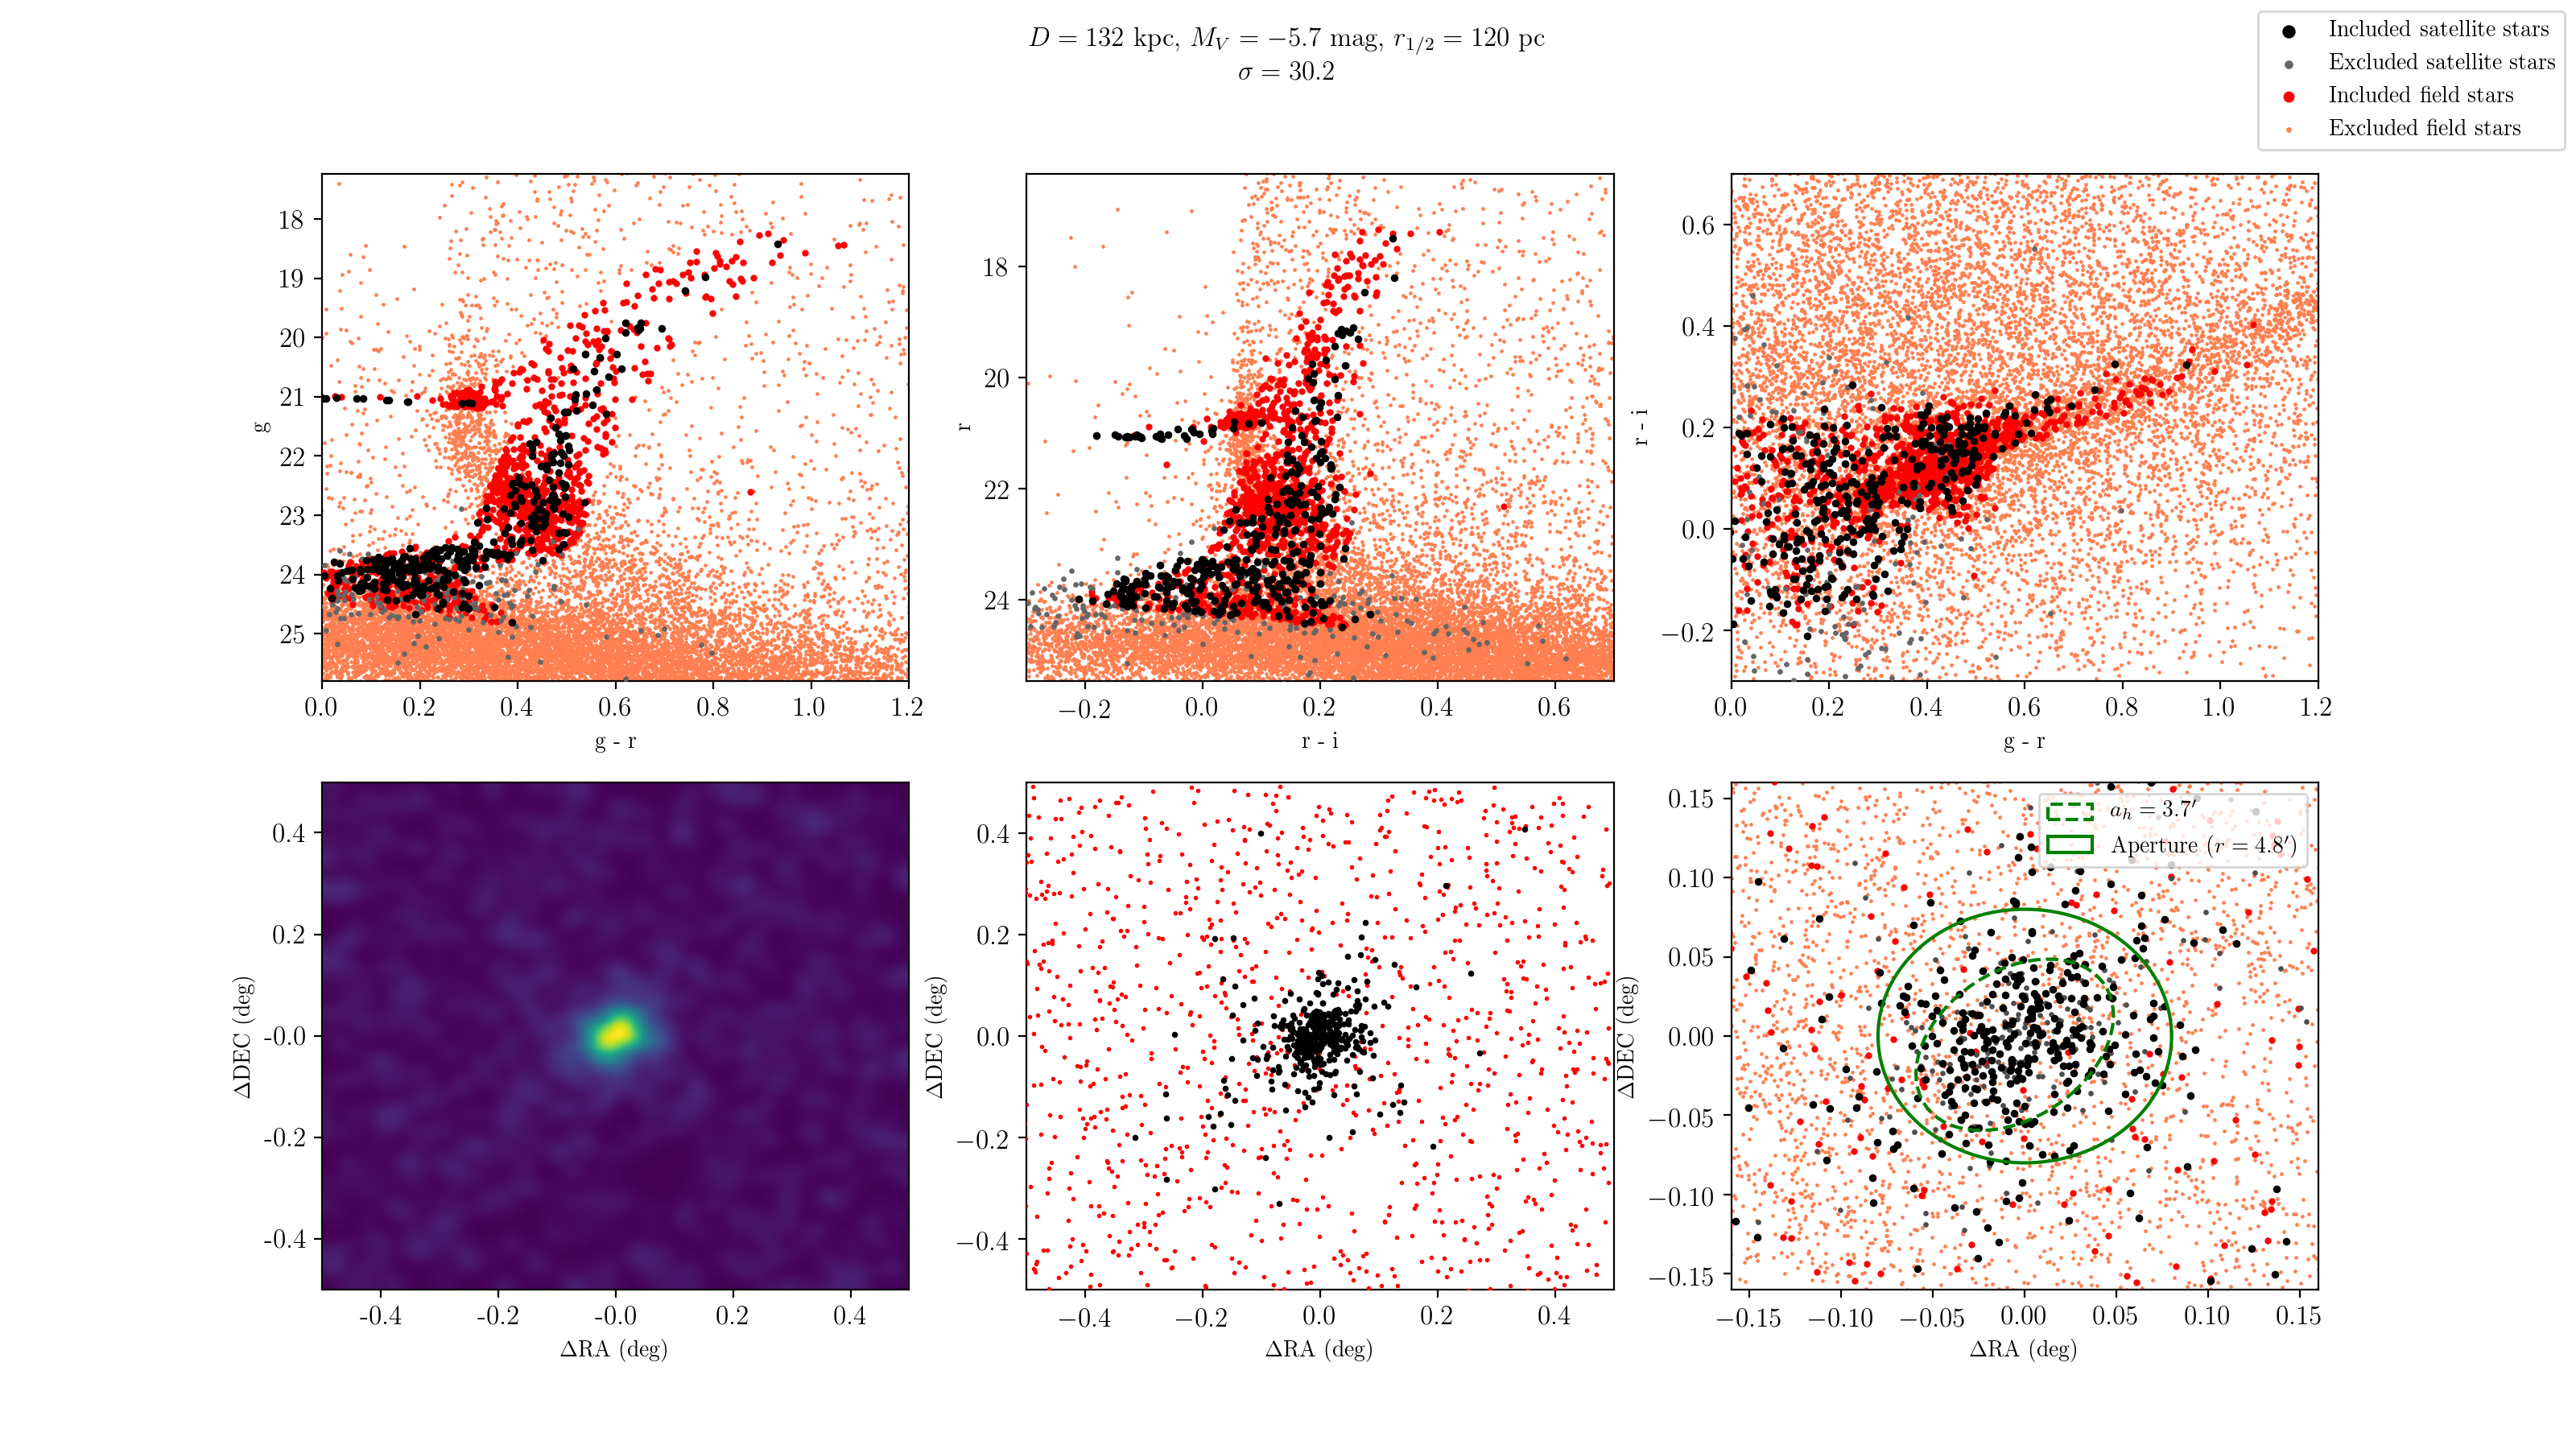 D = 132 kpc, M_V = −5.7 mag, r_{1/2} = 120 pc
σ = 30.2
Included satellite stars
Excluded satellite stars
Included field stars
Excluded field stars
18
19
20
21
22
23
24
25
g
0.0 0.2 0.4 0.6 0.8 1.0 1.2
g - r
18
20
22
24
r
−0.2 0.0 0.2 0.4 0.6
r - i
0.6
0.4
0.2
0.0
−0.2
r - i
0.0 0.2 0.4 0.6 0.8 1.0 1.2
g - r
0.4
0.2
-0.0
-0.2
-0.4
ΔDEC (deg)
-0.4 -0.2 -0.0 0.2 0.4
ΔRA (deg)
0.4
0.2
0.0
−0.2
−0.4
ΔDEC (deg)
−0.4 −0.2 0.0 0.2 0.4
ΔRA (deg)
a_h = 3.7′
Aperture (r = 4.8′)
0.15
0.10
0.05
0.00
−0.05
−0.10
−0.15
ΔDEC (deg)
−0.15 −0.10 −0.05 0.00 0.05 0.10 0.15
ΔRA (deg)